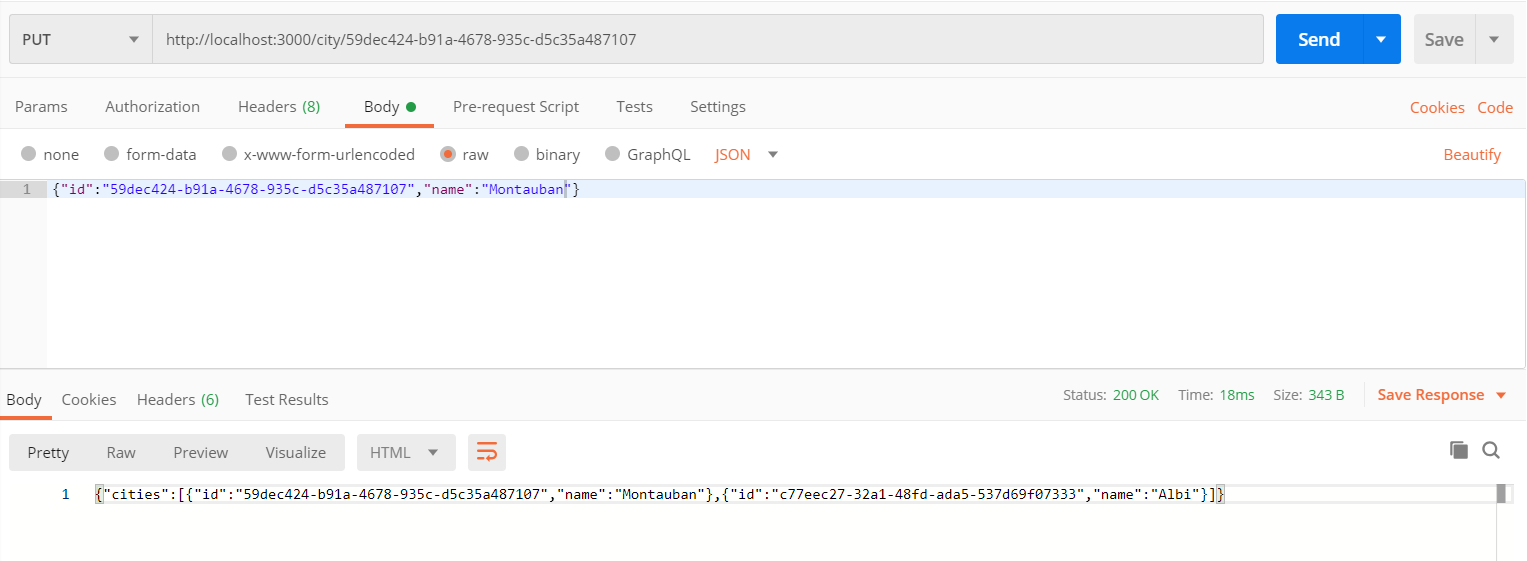 PUT http://localhost:3000/city/59dec424-b91a-4678-935c-d5c35a487107 Send Save
Params Authorization Headers (8) Body Pre-request Script Tests Settings Cookies Code
none form-data x-www-form-urlencoded raw binary GraphQL JSON Beautify
1 {"id":"59dec424-b91a-4678-935c-d5c35a487107","name":"Montauban"}
Body Cookies Headers (6) Test Results Status: 200 OK Time: 18ms Size: 343 B Save Response
Pretty Raw Preview Visualize HTML
1 {"cities":[{"id":"59dec424-b91a-4678-935c-d5c35a487107","name":"Montauban"},{"id":"c77eec27-32a1-48fd-ada5-537d69f07333","name":"Albi"}]}